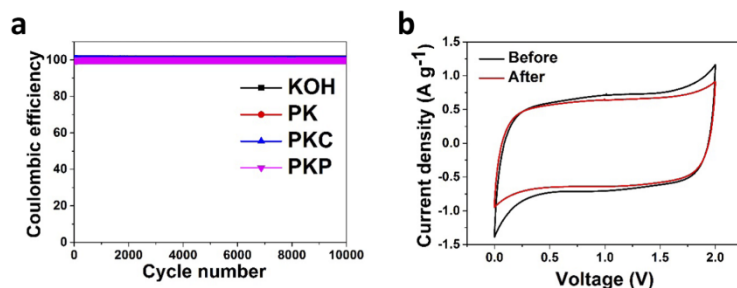 a
Coulombic efficiency
100
80
60
40
20
0
KOH
PK
PKC
PKP
0 2000 4000 6000 8000 10000
Cycle number
b
Current density (A g⁻¹)
1.5
1.0
0.5
0.0
-0.5
-1.0
-1.5
Before
After
0.0 0.5 1.0 1.5 2.0
Voltage (V)